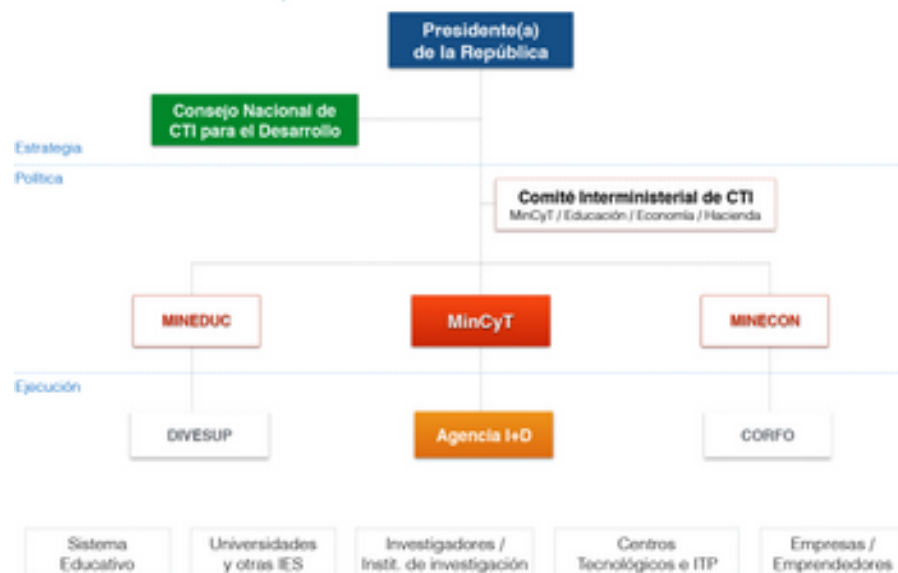 Presidente(a)
de la República
Consejo Nacional de
CTI para el Desarrollo
Estrategia
Política
Comité Interministerial de CTI
MinCyT / Educación / Economía / Hacienda
MINEDUC
MinCyT
MINECON
Ejecución
DIVESUP
Agencia I+D
CORFO
Sistema
Educativo
Universidades
y otras IES
Investigadores /
Instit. de investigación
Centros
Tecnológicos e ITP
Empresas /
Emprendedores